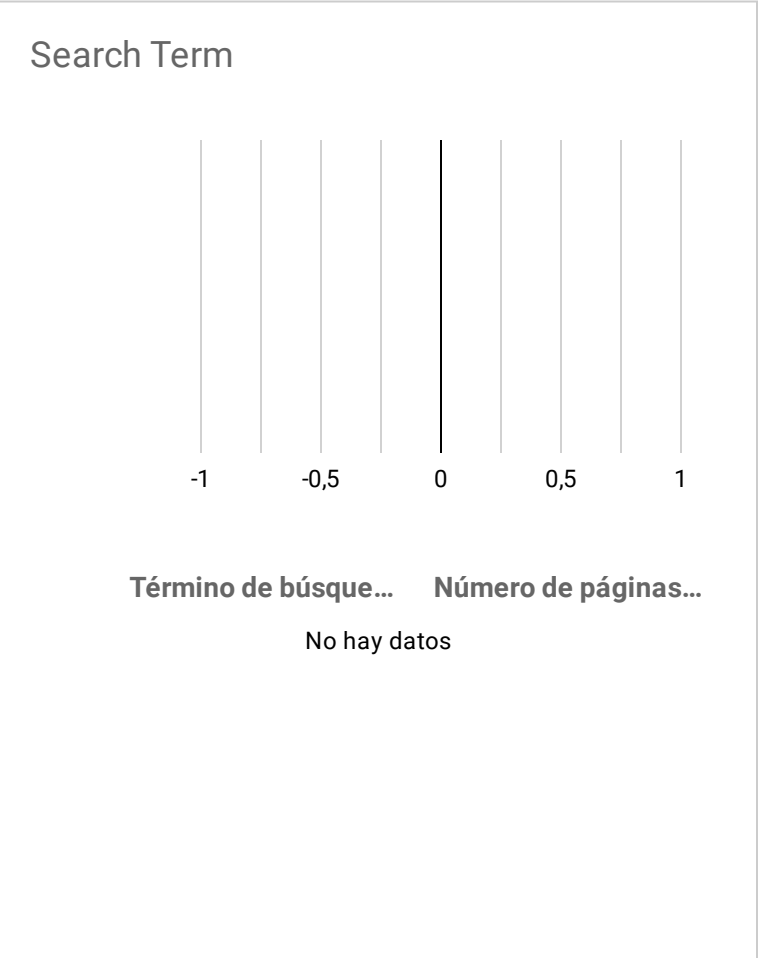 Search Term
-1 -0,5 0 0,5 1
Término de búsque… Número de páginas…
No hay datos